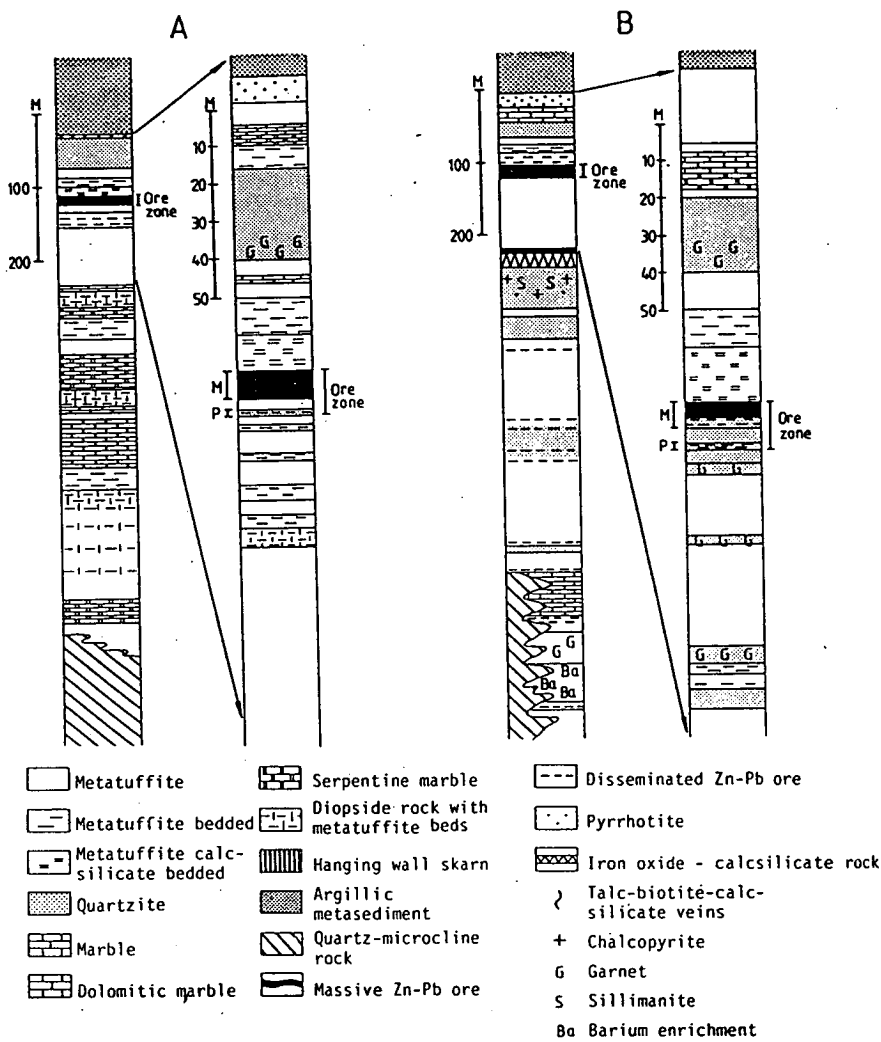 A
B
M
100
200
Ore
zone
M
10
20
30
40
50
G G G G
M
P
Ore
zone
M
100
200
Ore
zone
+ S S +
+
G
G
Ba
Ba Ba
M
10
20
30
40
50
G G
G
M
P
Ore
zone
G G
G G G
G G G
Metatuffite
Metatuffite bedded
Metatuffite calc-
silicate bedded
Quartzite
Marble
Dolomitic marble
Serpentine marble
Diopside rock with
metatuffite beds
Hanging wall skarn
Argillic
metasediment
Quartz-microcline
rock
Massive Zn-Pb ore
Disseminated Zn-Pb ore
Pyrrhotite
Iron oxide - calcsilicate rock
Talc-biotité-calc-
silicate veins
+ Chalcopyrite
G Garnet
S Sillimanite
Ba Barium enrichment